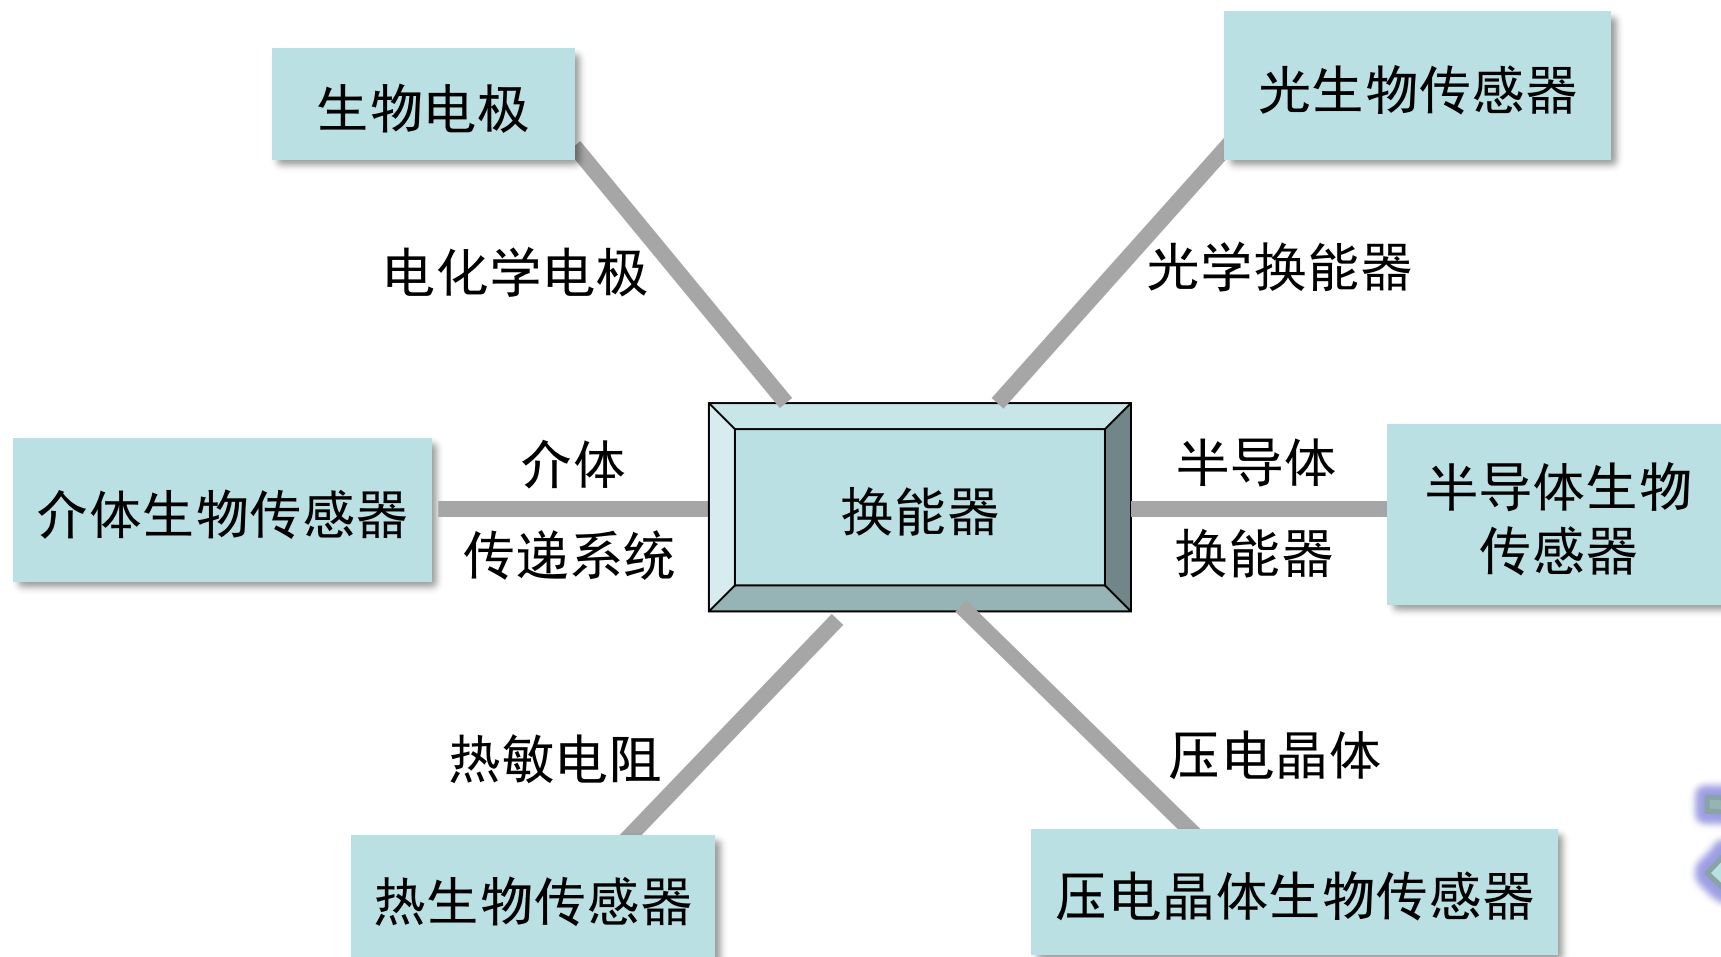 生物电极
光生物传感器
电化学电极
光学换能器
介体生物传感器
介体
传递系统
换能器
半导体
换能器
半导体生物
传感器
热敏电阻
压电晶体
热生物传感器
压电晶体生物传感器